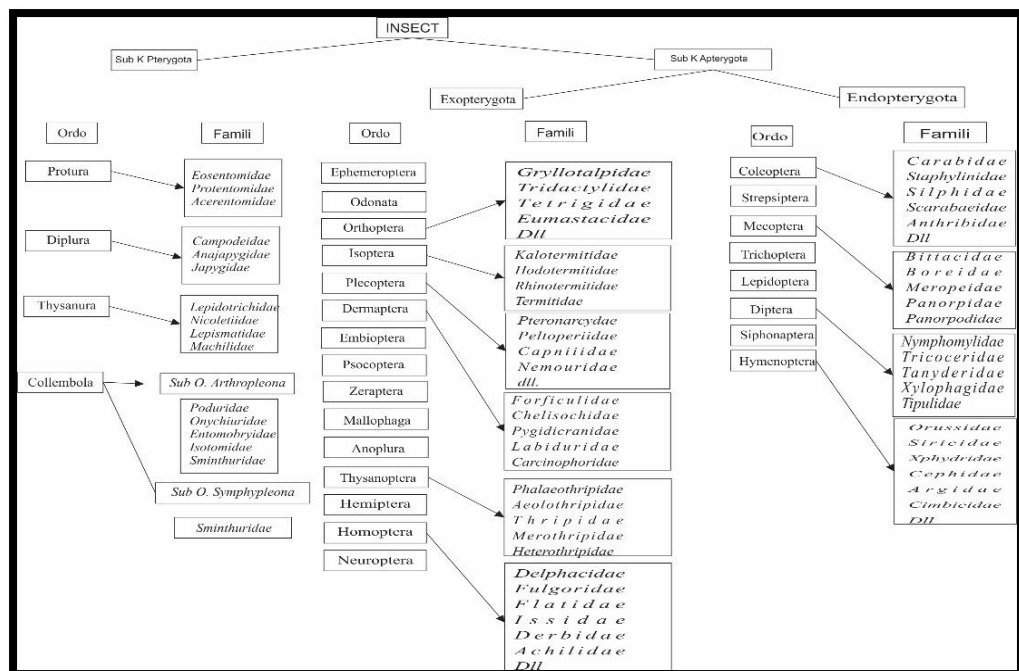 INSECT
Sub K Pterygota
Sub K Apterygota
Exopterygota
Endopterygota
Ordo
Famili
Protura
Eosentomidae
Protentomidae
Acerentomidae
Diplura
Campodeidae
Anajapygidae
Japygidae
Thysanura
Lepidotrichidae
Nicoletiidae
Lepismatidae
Machilidae
Collembola
Sub O. Arthropleona
Poduridae
Onychiuridae
Entomobryidae
Isotomidae
Sminthuridae
Sub O. Symphypleona
Sminthuridae
Ordo
Famili
Ephemeroptera
Odonata
Orthoptera
Isoptera
Plecoptera
Dermaptera
Embioptera
Psocoptera
Zeraptera
Mallophaga
Anoplura
Thysanoptera
Hemiptera
Homoptera
Neuroptera
Gryllotalpidae
Tridactylidae
Tetrigidae
Eumastacidae
Dll
Kalotermitidae
Hodotermitidae
Rhinotermitidae
Termitidae
Pteronarcydae
Peltoperiidae
Capniiidae
Nemouridae
dll.
Forficulidae
Chelisochidae
Pygidicranidae
Labiduridae
Carcinophoridae
Phalaeothripidae
Aeolothripidae
Thripidae
Merothripidae
Heterothripidae
Delphacidae
Fulgoridae
Flatidae
Issidae
Derbidae
Achilidae
Dll
Ordo
Famili
Coleoptera
Strepsiptera
Mecoptera
Trichoptera
Lepidoptera
Diptera
Siphonaptera
Hymenoptera
Carabidae
Staphylinidae
Silphidae
Scarabaeidae
Anthribidae
Dll
Bittacidae
Boreidae
Meropeidae
Panorpidae
Panorpodidae
Nymphomylidae
Tricoceridae
Tanyderidae
Xylophagidae
Tipulidae
Orussidae
Siricidae
Xphydridae
Cephidae
Argidae
Cimbicidae
Dll